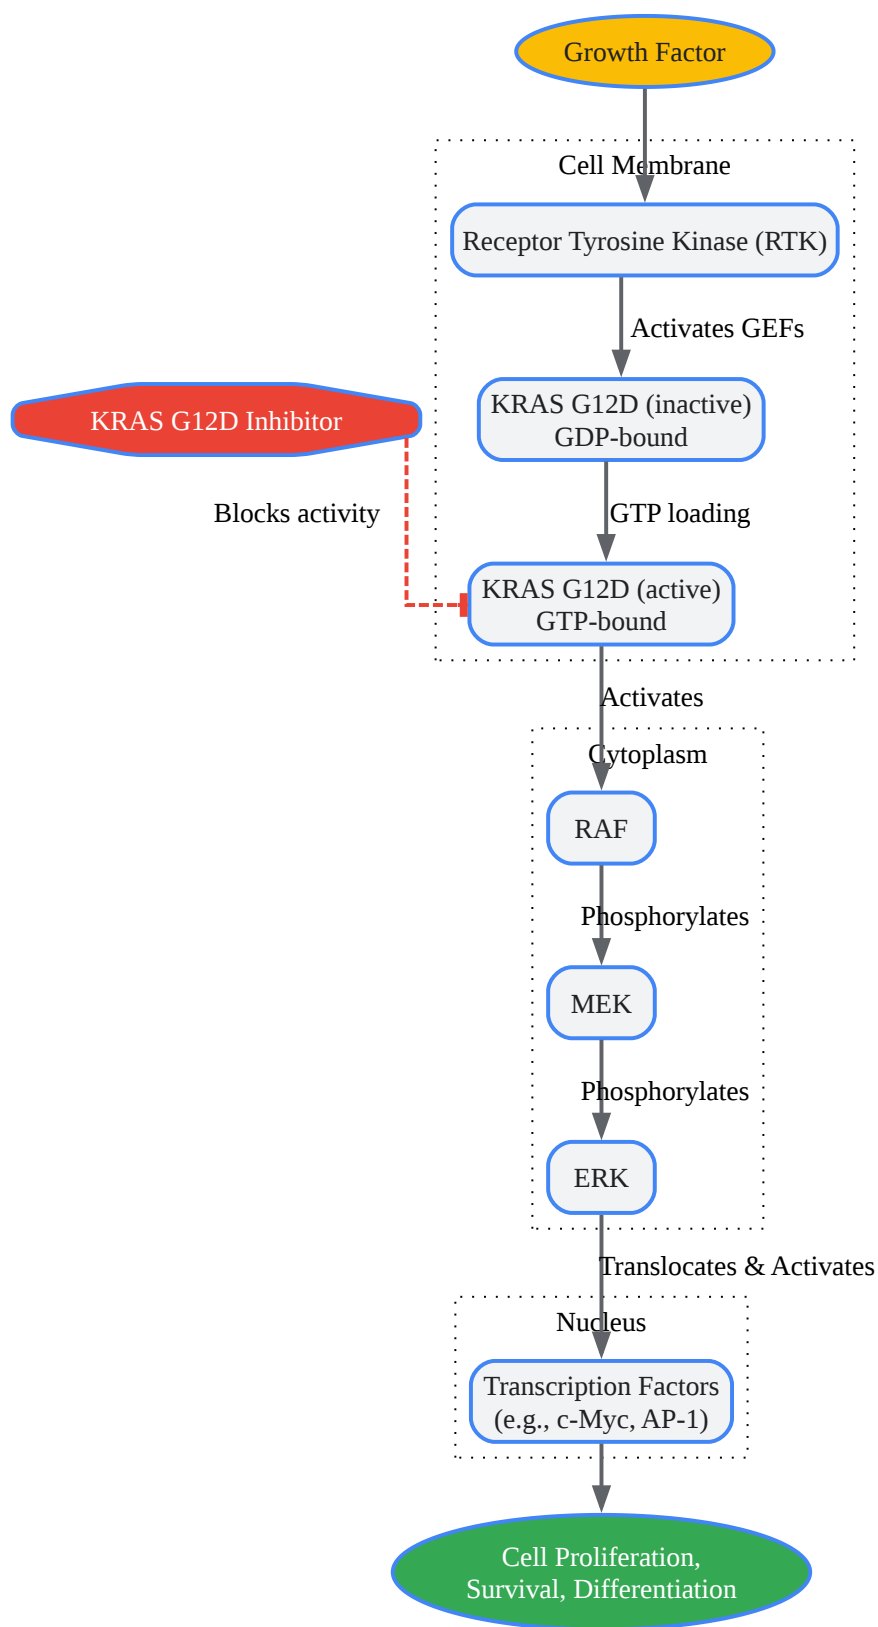 Growth Factor
Cell Membrane
Receptor Tyrosine Kinase (RTK)
Activates GEFs
KRAS G12D (inactive)
GDP-bound
KRAS G12D Inhibitor
Blocks activity
GTP loading
KRAS G12D (active)
GTP-bound
Activates
Cytoplasm
RAF
Phosphorylates
MEK
Phosphorylates
ERK
Translocates & Activates
Nucleus
Transcription Factors
(e.g., c-Myc, AP-1)
Cell Proliferation,
Survival, Differentiation